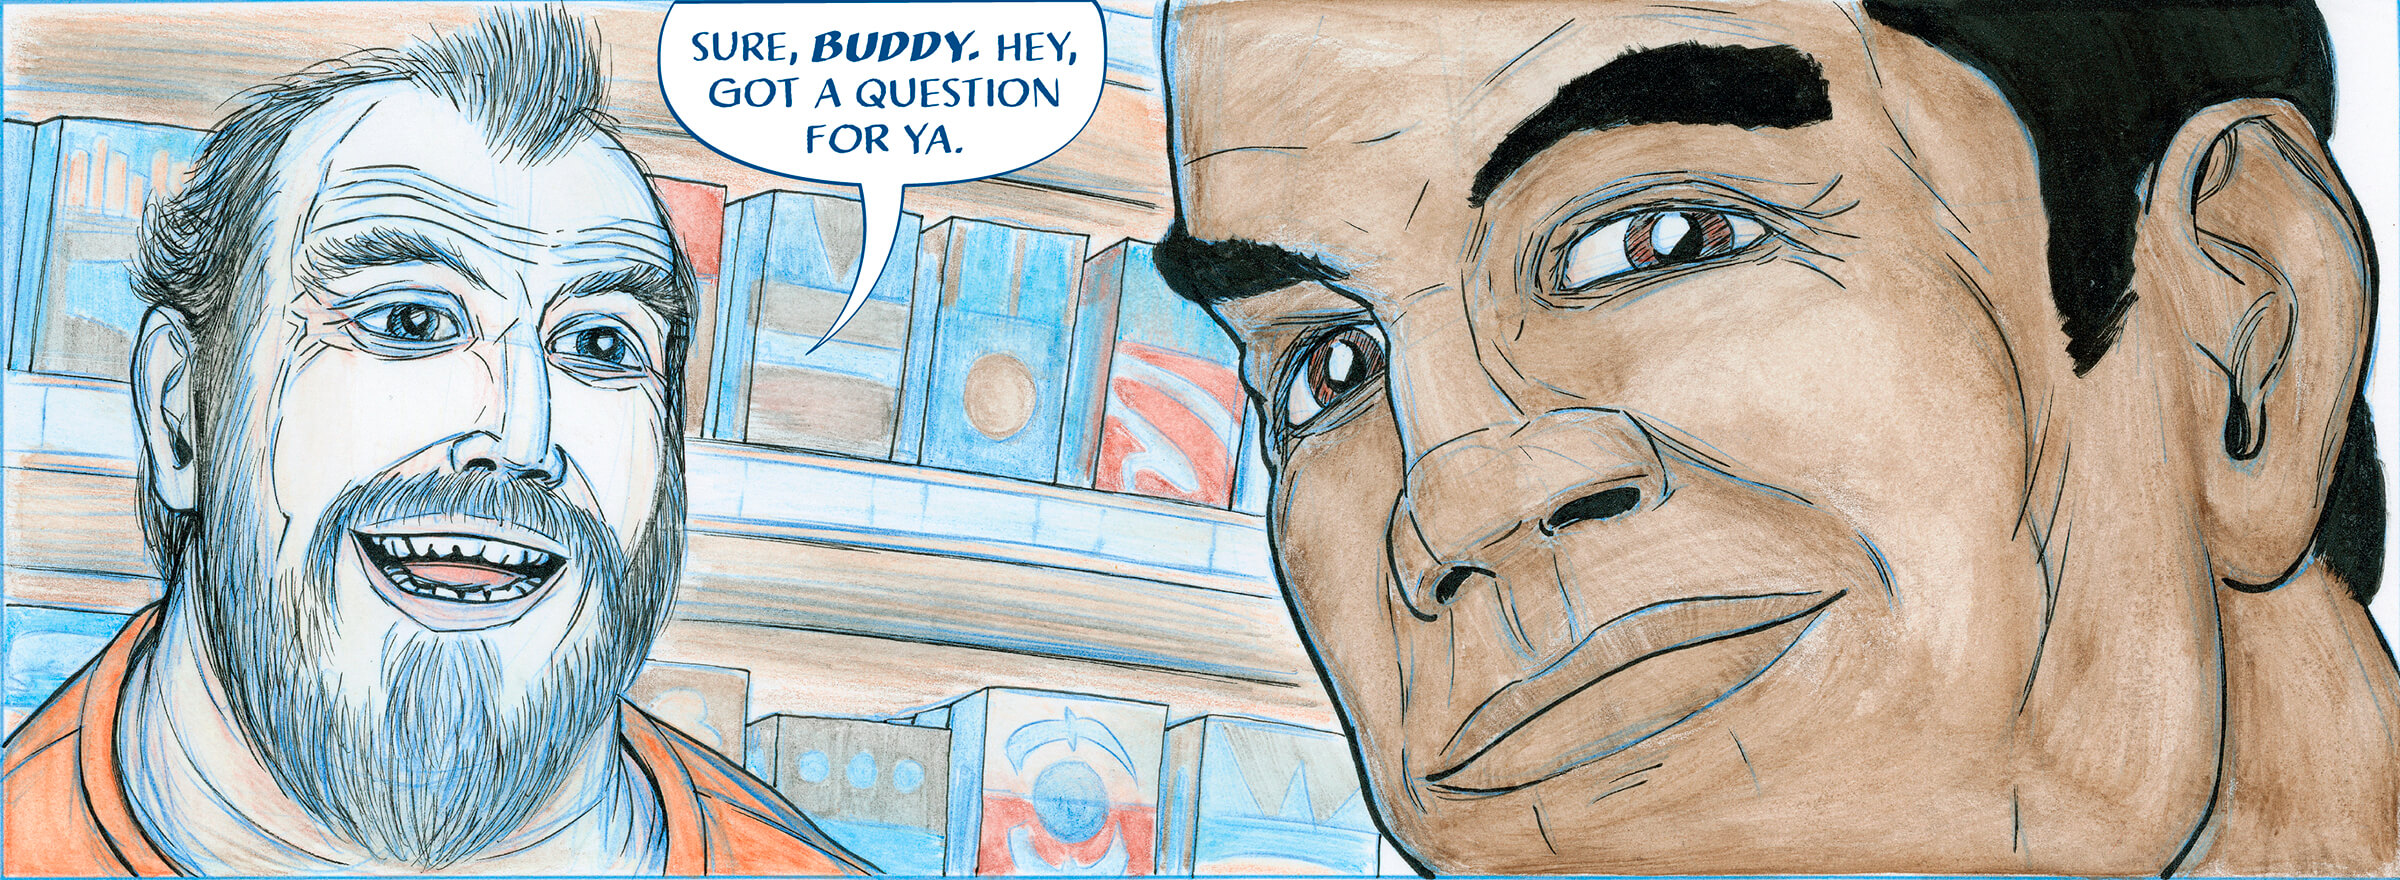 SURE, BUDDY. HEY,
GOT A QUESTION
FOR YA.